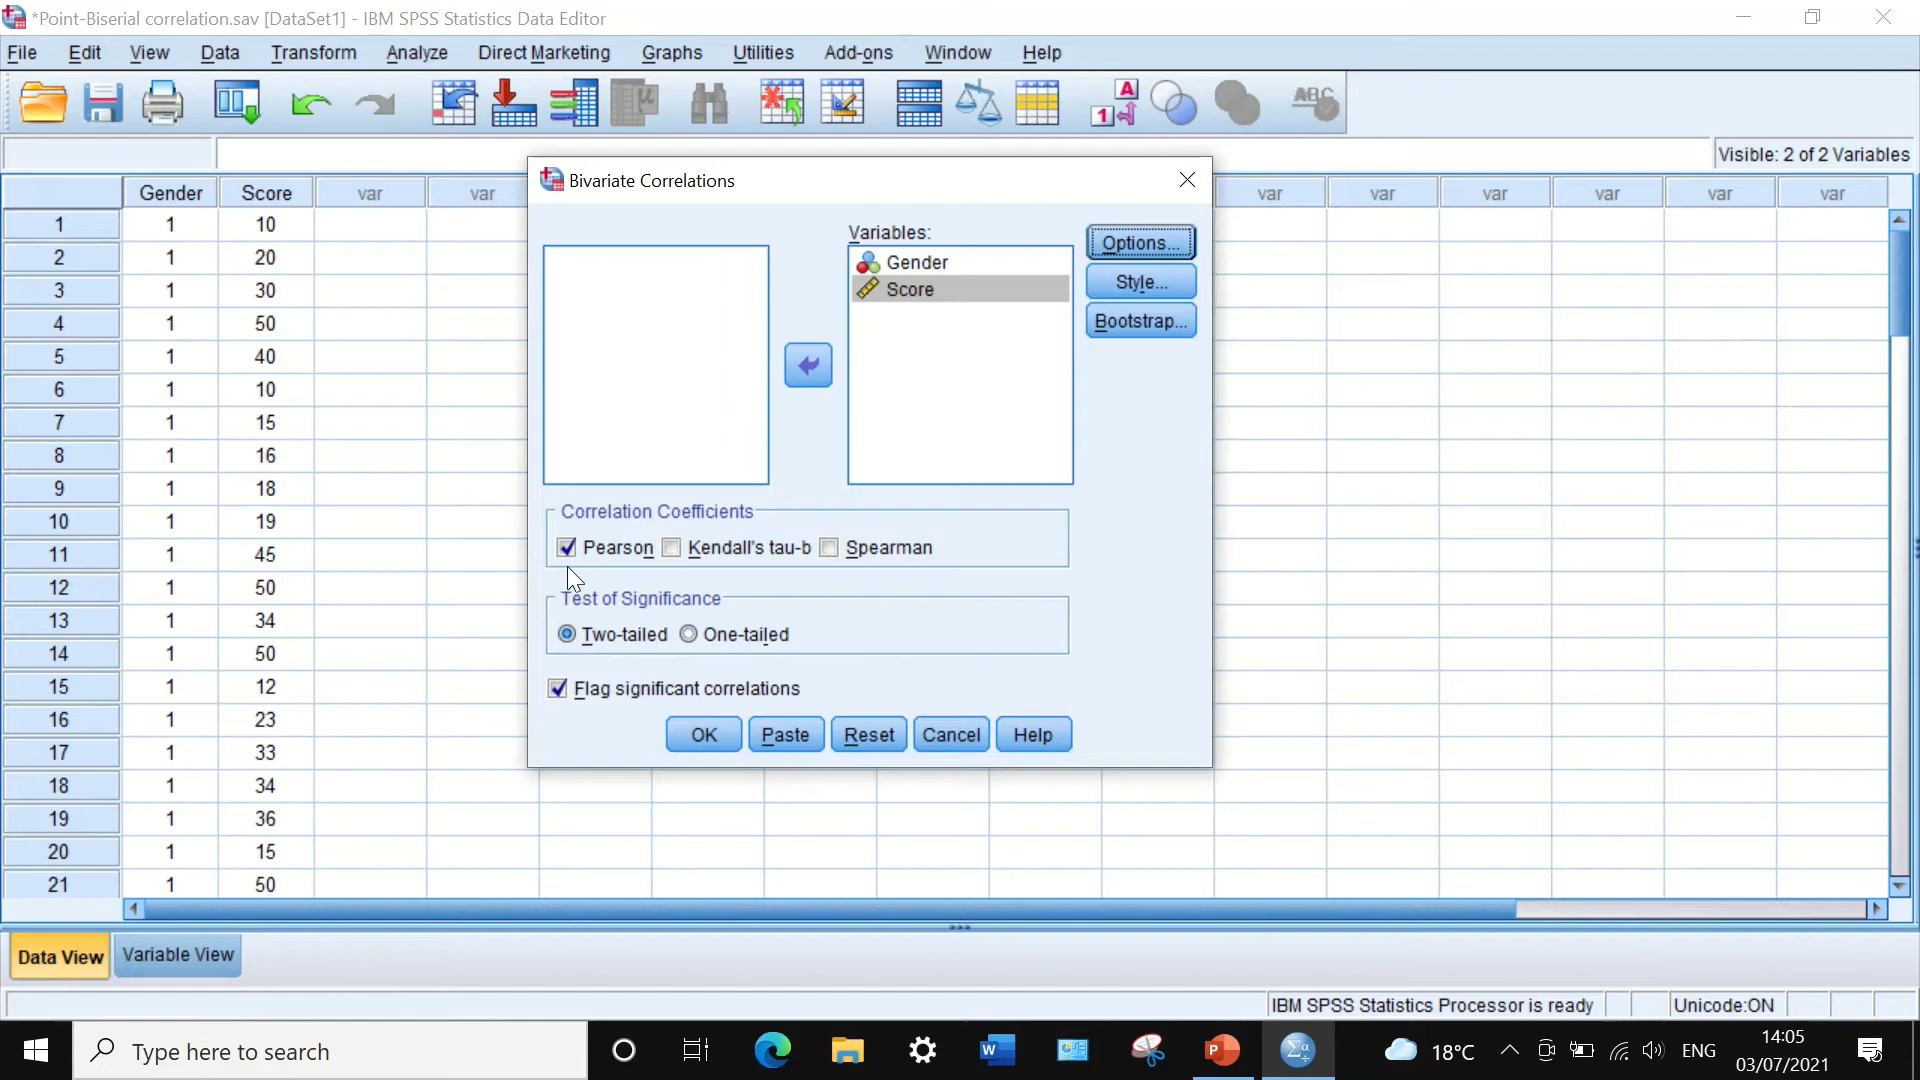 *Point-Biserial correlation.sav [DataSet1] - IBM SPSS Statistics Data Editor
File Edit View Data Transform Analyze Direct Marketing Graphs Utilities Add-ons Window Help
A
1
ABC
Visible: 2 of 2 Variables
Gender Score var var var var var var var var
1 1 10
2 1 20
3 1 30
4 1 50
5 1 40
6 1 10
7 1 15
8 1 16
9 1 18
10 1 19
11 1 45
12 1 50
13 1 34
14 1 50
15 1 12
16 1 23
17 1 33
18 1 34
19 1 36
20 1 15
21 1 50
Bivariate Correlations
Variables:
Gender
Score
Options...
Style...
Bootstrap...
Correlation Coefficients
Pearson Kendall's tau-b Spearman
Test of Significance
Two-tailed One-tailed
Flag significant correlations
OK Paste Reset Cancel Help
Data View Variable View
IBM SPSS Statistics Processor is ready Unicode:ON
Type here to search
18°C ENG 14:05
03/07/2021